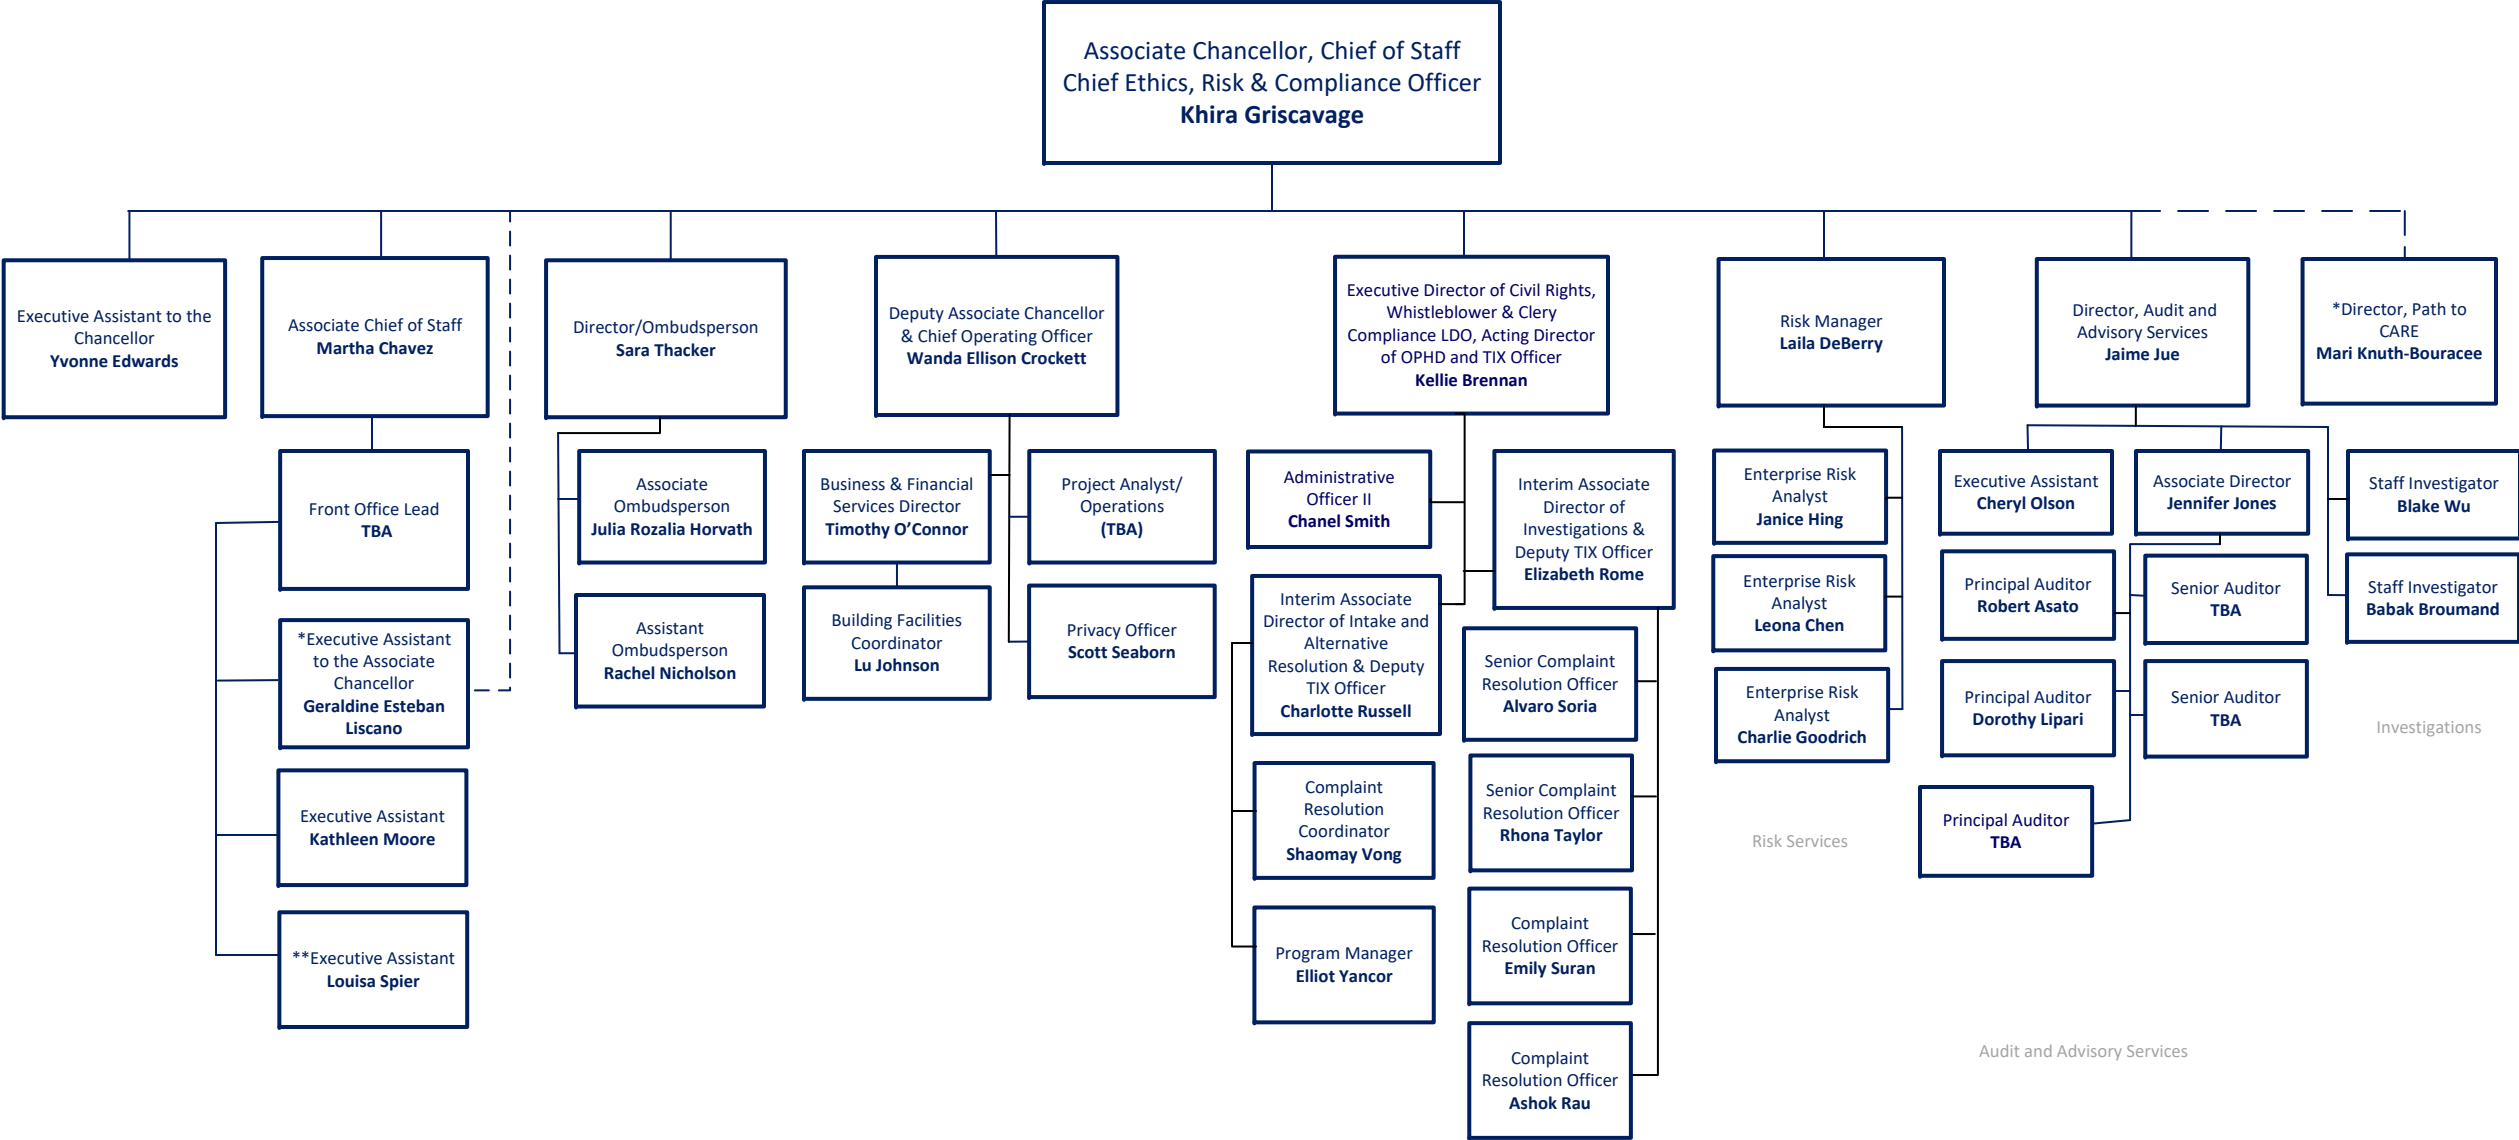 Associate Chancellor, Chief of Staff
Chief Ethics, Risk & Compliance Officer
Khira Griscavage
Executive Assistant to the
Chancellor
Yvonne Edwards
Associate Chief of Staff
Martha Chavez
Director/Ombudsperson
Sara Thacker
Deputy Associate Chancellor
& Chief Operating Officer
Wanda Ellison Crockett
Executive Director of Civil Rights,
Whistleblower & Clery
Compliance LDO, Acting Director
of OPHD and TIX Officer
Kellie Brennan
Risk Manager
Laila DeBerry
Director, Audit and
Advisory Services
Jaime Jue
*Director, Path to
CARE
Mari Knuth-Bouracee
Front Office Lead
TBA
*Executive Assistant
to the Associate
Chancellor
Geraldine Esteban
Liscano
Executive Assistant
Kathleen Moore
**Executive Assistant
Louisa Spier
Associate
Ombudsperson
Julia Rozalia Horvath
Assistant
Ombudsperson
Rachel Nicholson
Business & Financial
Services Director
Timothy O’Connor
Building Facilities
Coordinator
Lu Johnson
Project Analyst/
Operations
(TBA)
Privacy Officer
Scott Seaborn
Administrative
Officer II
Chanel Smith
Interim Associate
Director of Intake and
Alternative
Resolution & Deputy
TIX Officer
Charlotte Russell
Complaint
Resolution
Coordinator
Shaomay Vong
Program Manager
Elliot Yancor
Interim Associate
Director of
Investigations &
Deputy TIX Officer
Elizabeth Rome
Senior Complaint
Resolution Officer
Alvaro Soria
Senior Complaint
Resolution Officer
Rhona Taylor
Complaint
Resolution Officer
Emily Suran
Complaint
Resolution Officer
Ashok Rau
Enterprise Risk
Analyst
Janice Hing
Enterprise Risk
Analyst
Leona Chen
Enterprise Risk
Analyst
Charlie Goodrich
Risk Services
Executive Assistant
Cheryl Olson
Associate Director
Jennifer Jones
Principal Auditor
Robert Asato
Senior Auditor
TBA
Principal Auditor
Dorothy Lipari
Senior Auditor
TBA
Principal Auditor
TBA
Staff Investigator
Blake Wu
Staff Investigator
Babak Broumand
Investigations
Audit and Advisory Services